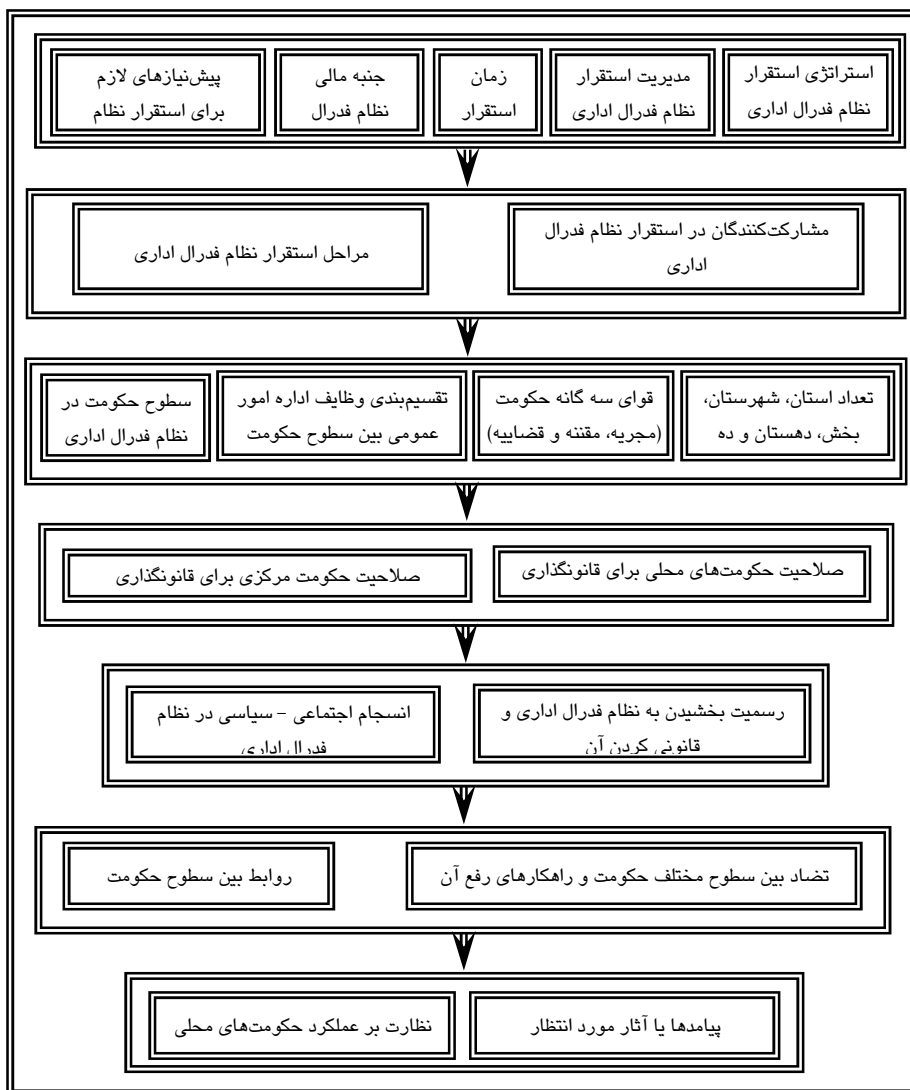 استراتژی استقرار
نظام فدرال اداری
مدیریت استقرار
نظام فدرال اداری
زمان
استقرار
جنبه مالی
نظام فدرال
پیش‌نیازهای لازم
برای استقرار نظام
مشارکت‌کنندگان در استقرار نظام فدرال
اداری
مراحل استقرار نظام فدرال اداری
تعداد استان، شهرستان،
بخش، دهستان و ده
قوای سه گانه حکومت
(مجریه، مقننه و قضاییه)
تقسیم‌بندی وظایف اداره امور
عمومی بین سطوح حکومت
سطوح حکومت در
نظام فدرال اداری
صلاحیت حکومت‌های محلی برای قانونگذاری
صلاحیت حکومت مرکزی برای قانونگذاری
رسمیت بخشیدن به نظام فدرال اداری و
قانونی کردن آن
انسجام اجتماعی – سیاسی در نظام
فدرال اداری
تضاد بین سطوح مختلف حکومت و راهکارهای رفع آن
روابط بین سطوح حکومت
پیامدها یا آثار مورد انتظار
نظارت بر عملکرد حکومت‌های محلی